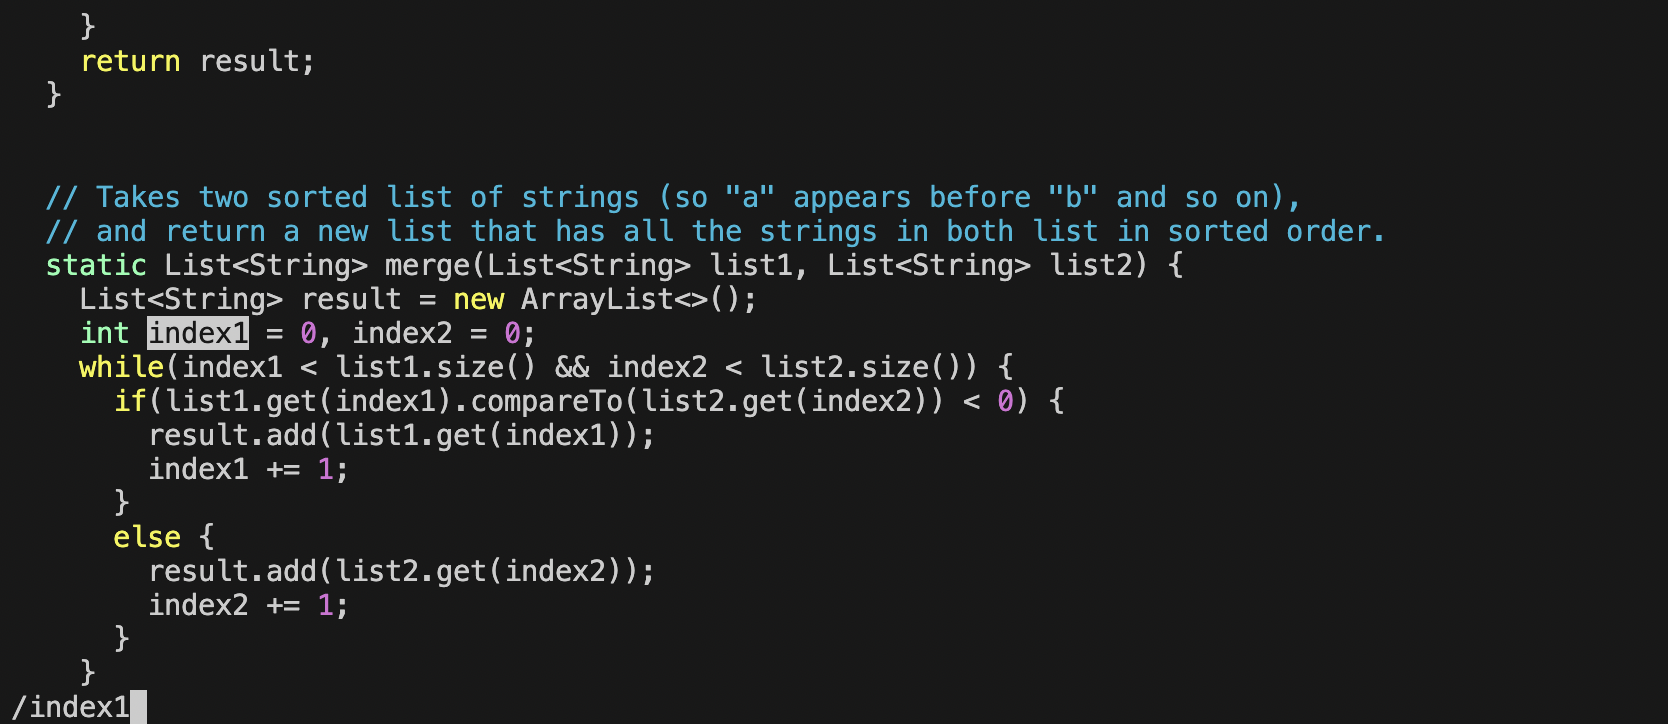 }
    return result;
  }
  // Takes two sorted list of strings (so "a" appears before "b" and so on),
  // and return a new list that has all the strings in both list in sorted order.
  static List<String> merge(List<String> list1, List<String> list2) {
    List<String> result = new ArrayList<>();
    int index1 = 0, index2 = 0;
    while(index1 < list1.size() && index2 < list2.size()) {
      if(list1.get(index1).compareTo(list2.get(index2)) < 0) {
        result.add(list1.get(index1));
        index1 += 1;
      }
      else {
        result.add(list2.get(index2));
        index2 += 1;
      }
    }
/index1